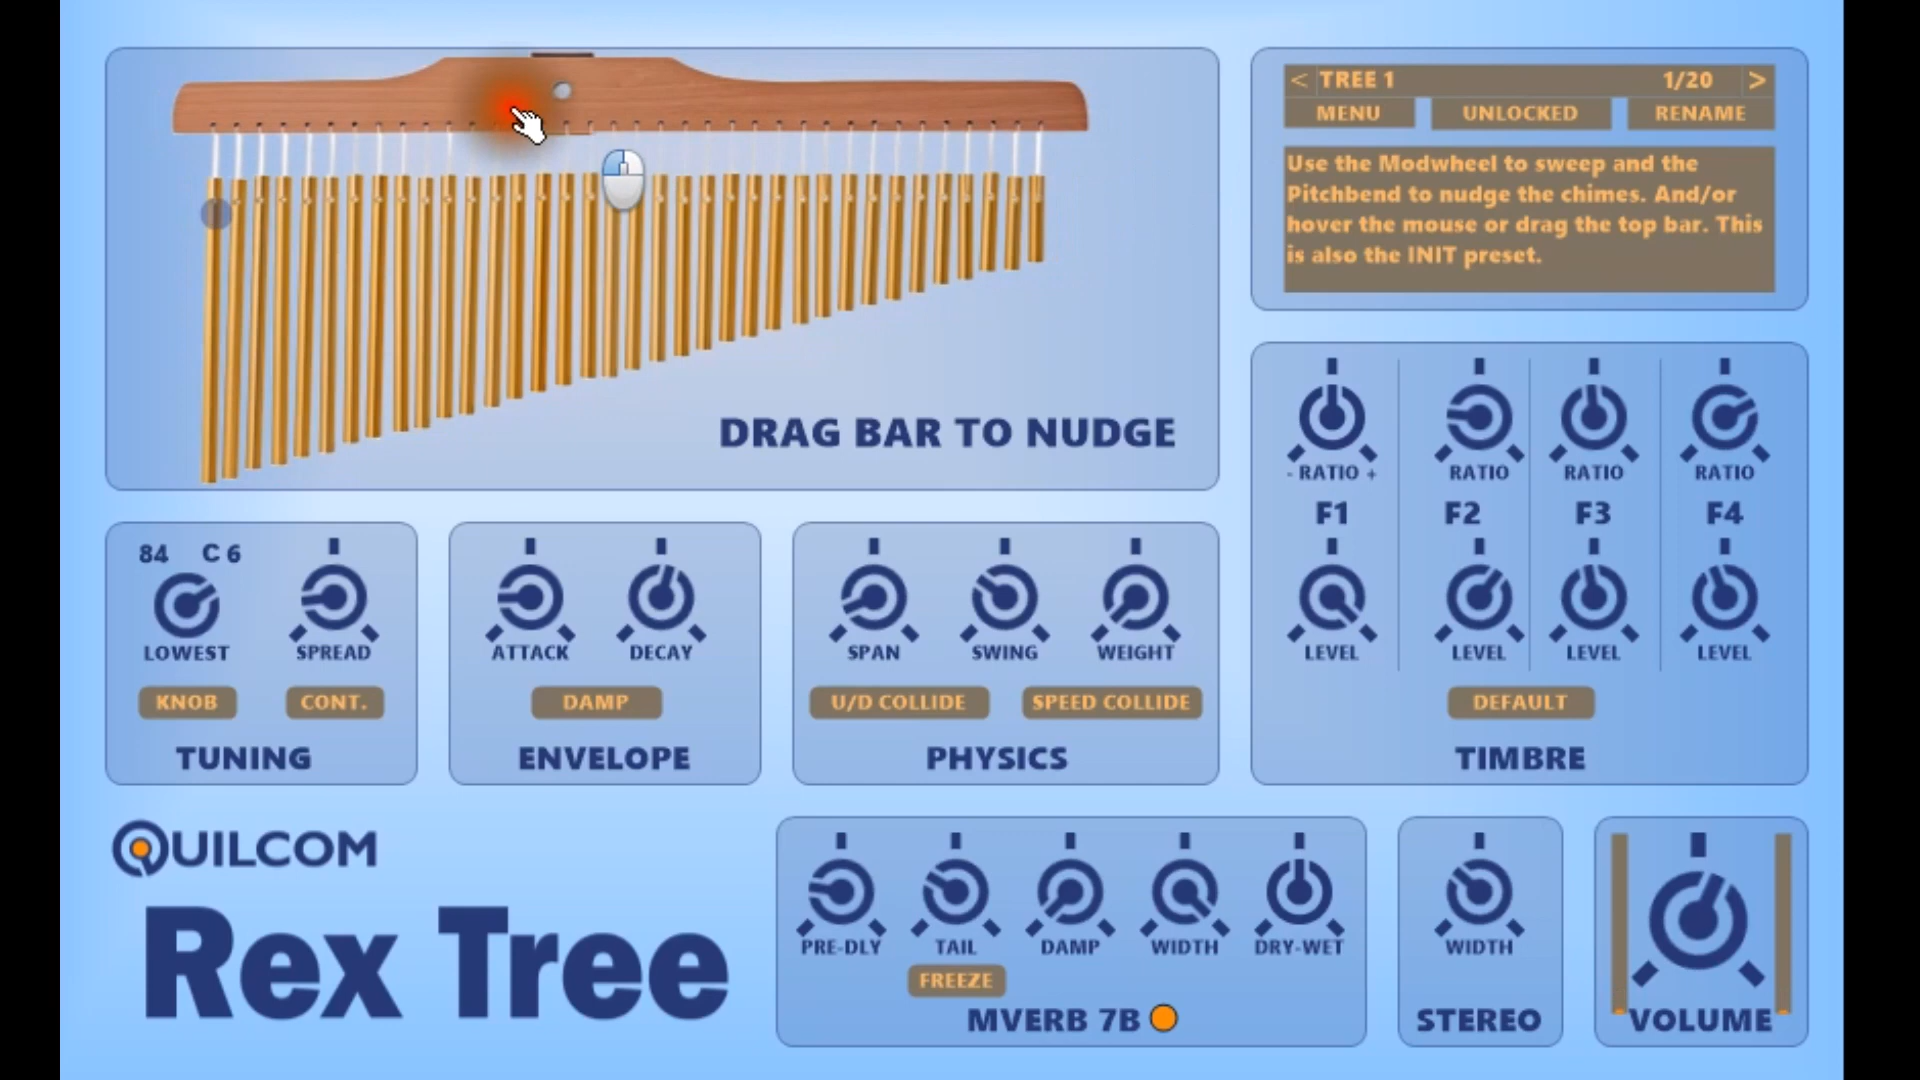 < TREE 1 1/20 >
MENU UNLOCKED RENAME
Use the Modwheel to sweep and the
Pitchbend to nudge the chimes. And/or
hover the mouse or drag the top bar. This
is also the INIT preset.
DRAG BAR TO NUDGE
- RATIO + RATIO RATIO RATIO
F1 F2 F3 F4
LEVEL LEVEL LEVEL LEVEL
DEFAULT
TIMBRE
84 C 6
LOWEST SPREAD
KNOB CONT.
TUNING
ATTACK DECAY
DAMP
ENVELOPE
SPAN SWING WEIGHT
U/D COLLIDE SPEED COLLIDE
PHYSICS
QUILCOM
Rex Tree
PRE-DLY TAIL DAMP WIDTH DRY-WET
FREEZE
MVERB 7B
WIDTH
STEREO
VOLUME